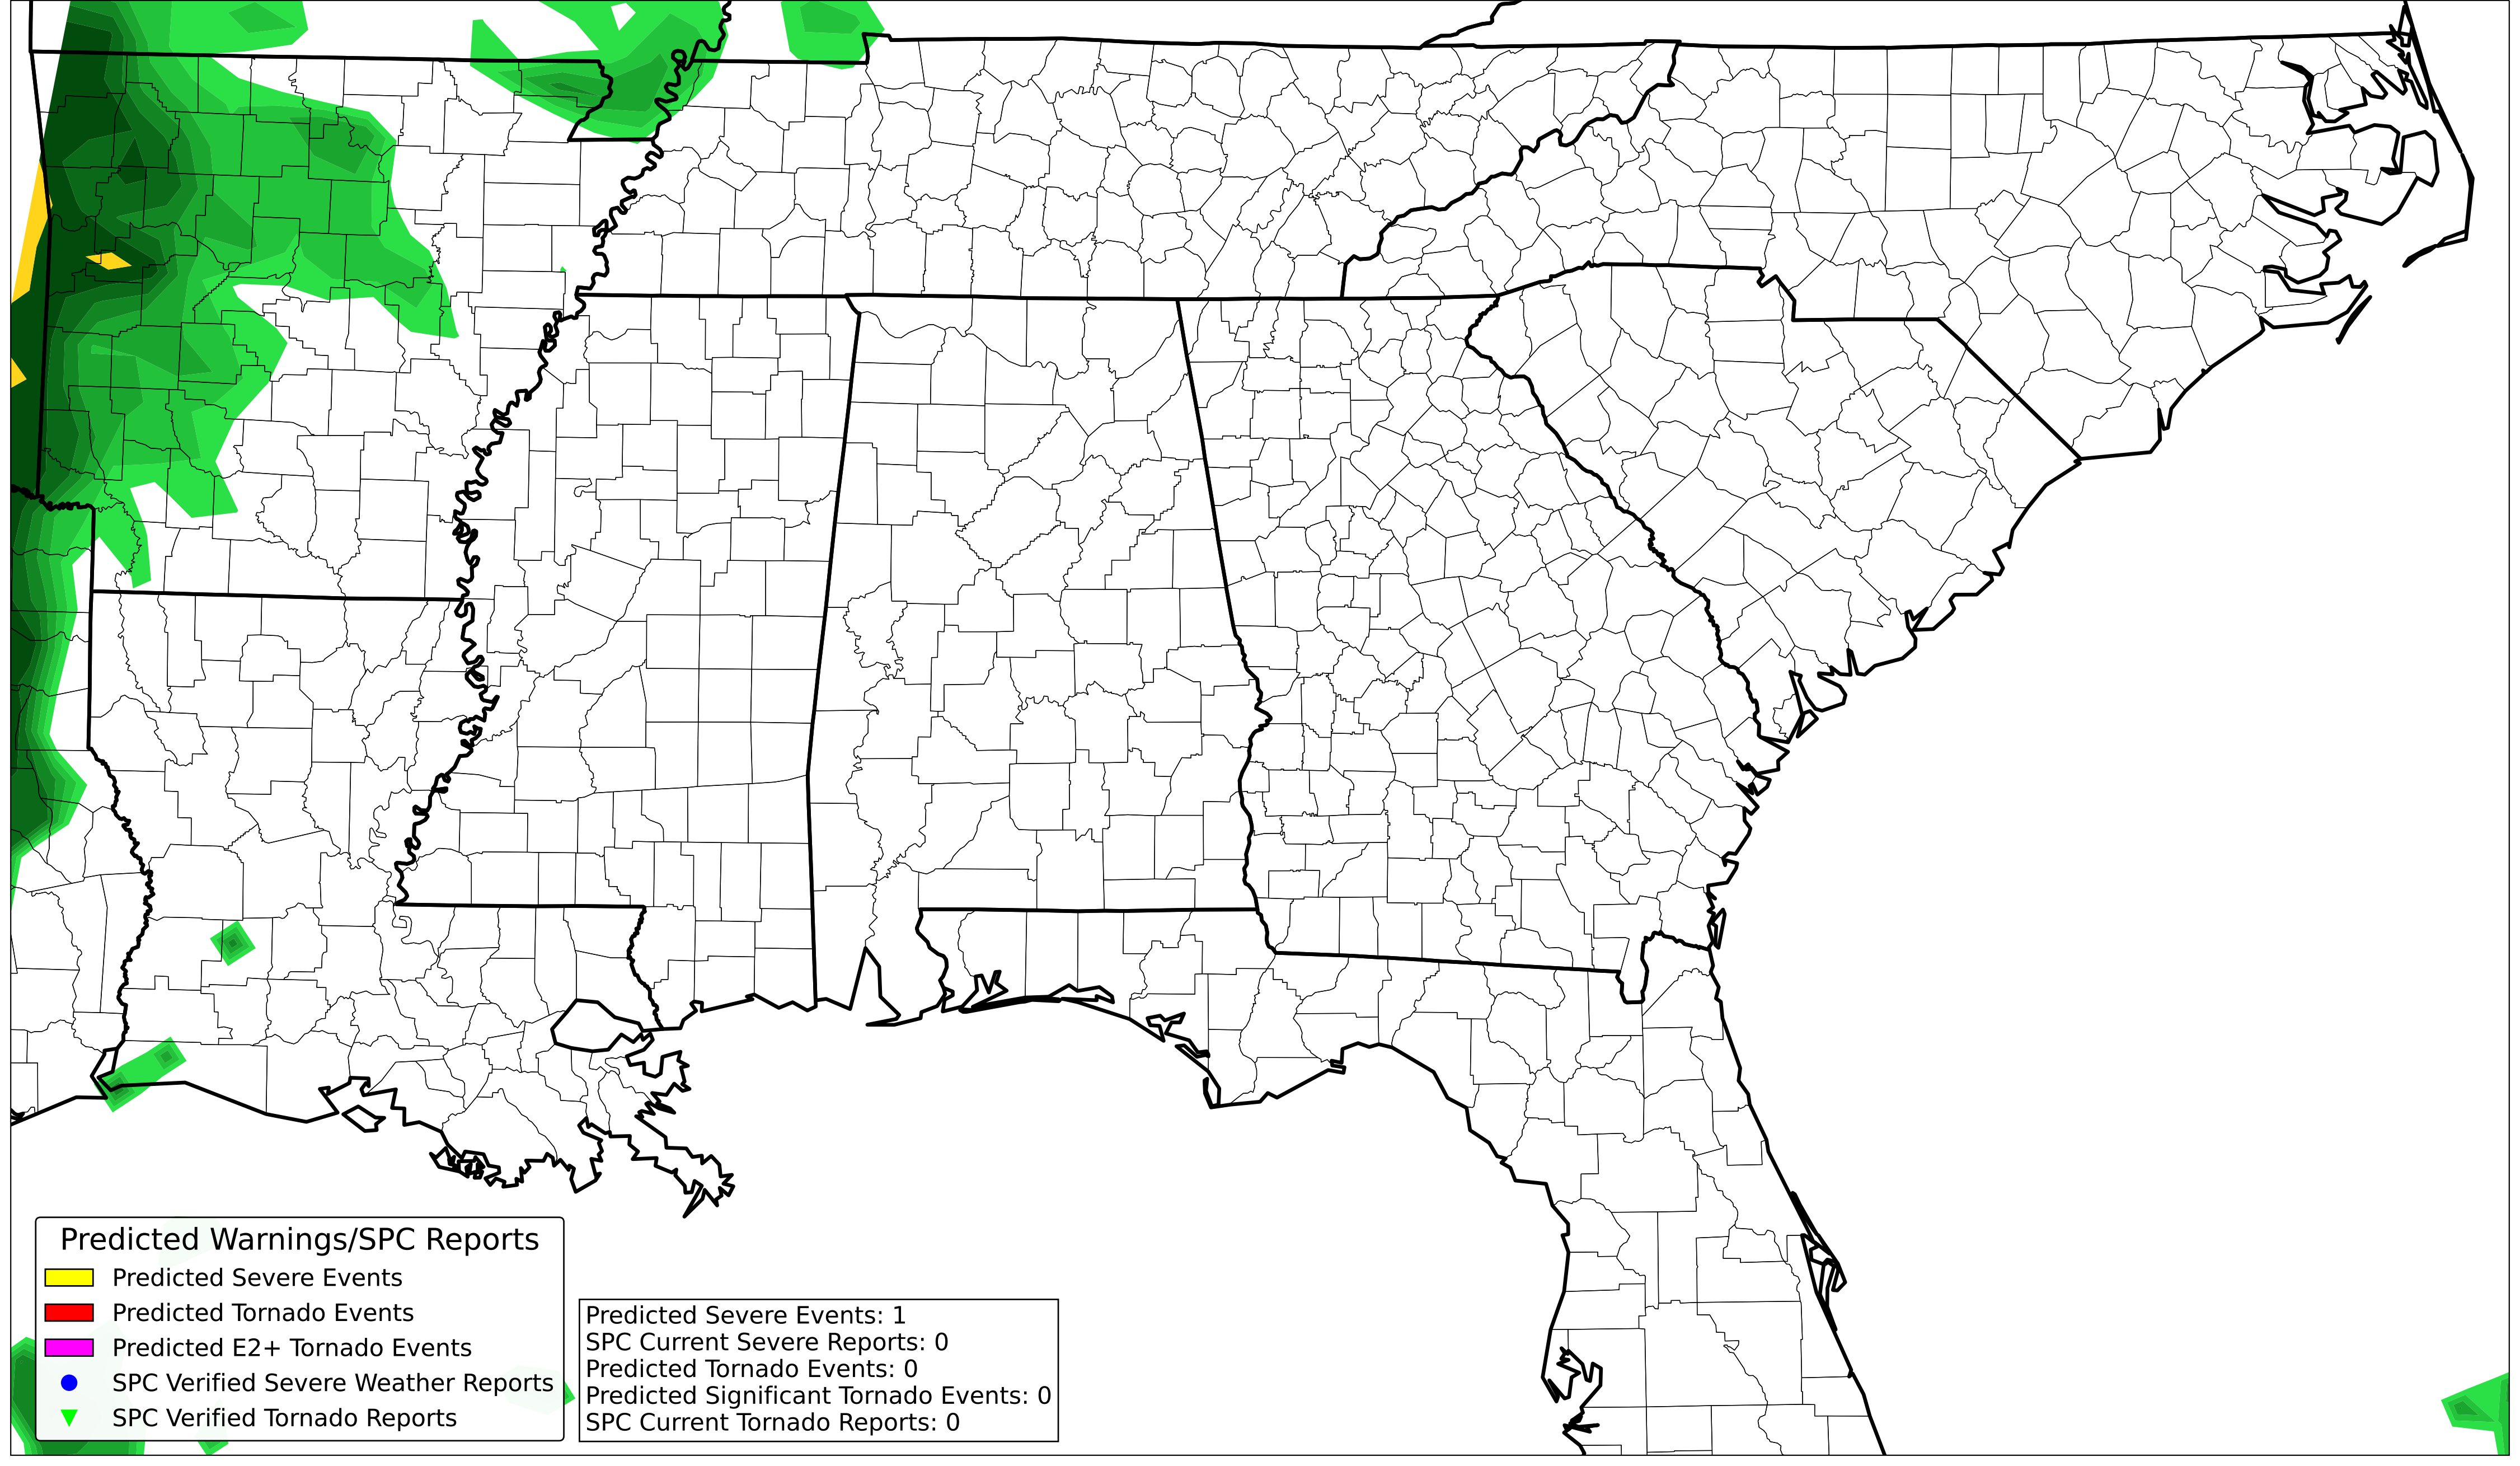 Predicted Warnings/SPC Reports
Predicted Severe Events
Predicted Tornado Events
Predicted E2+ Tornado Events
SPC Verified Severe Weather Reports
SPC Verified Tornado Reports
Predicted Severe Events: 1
SPC Current Severe Reports: 0
Predicted Tornado Events: 0
Predicted Significant Tornado Events: 0
SPC Current Tornado Reports: 0